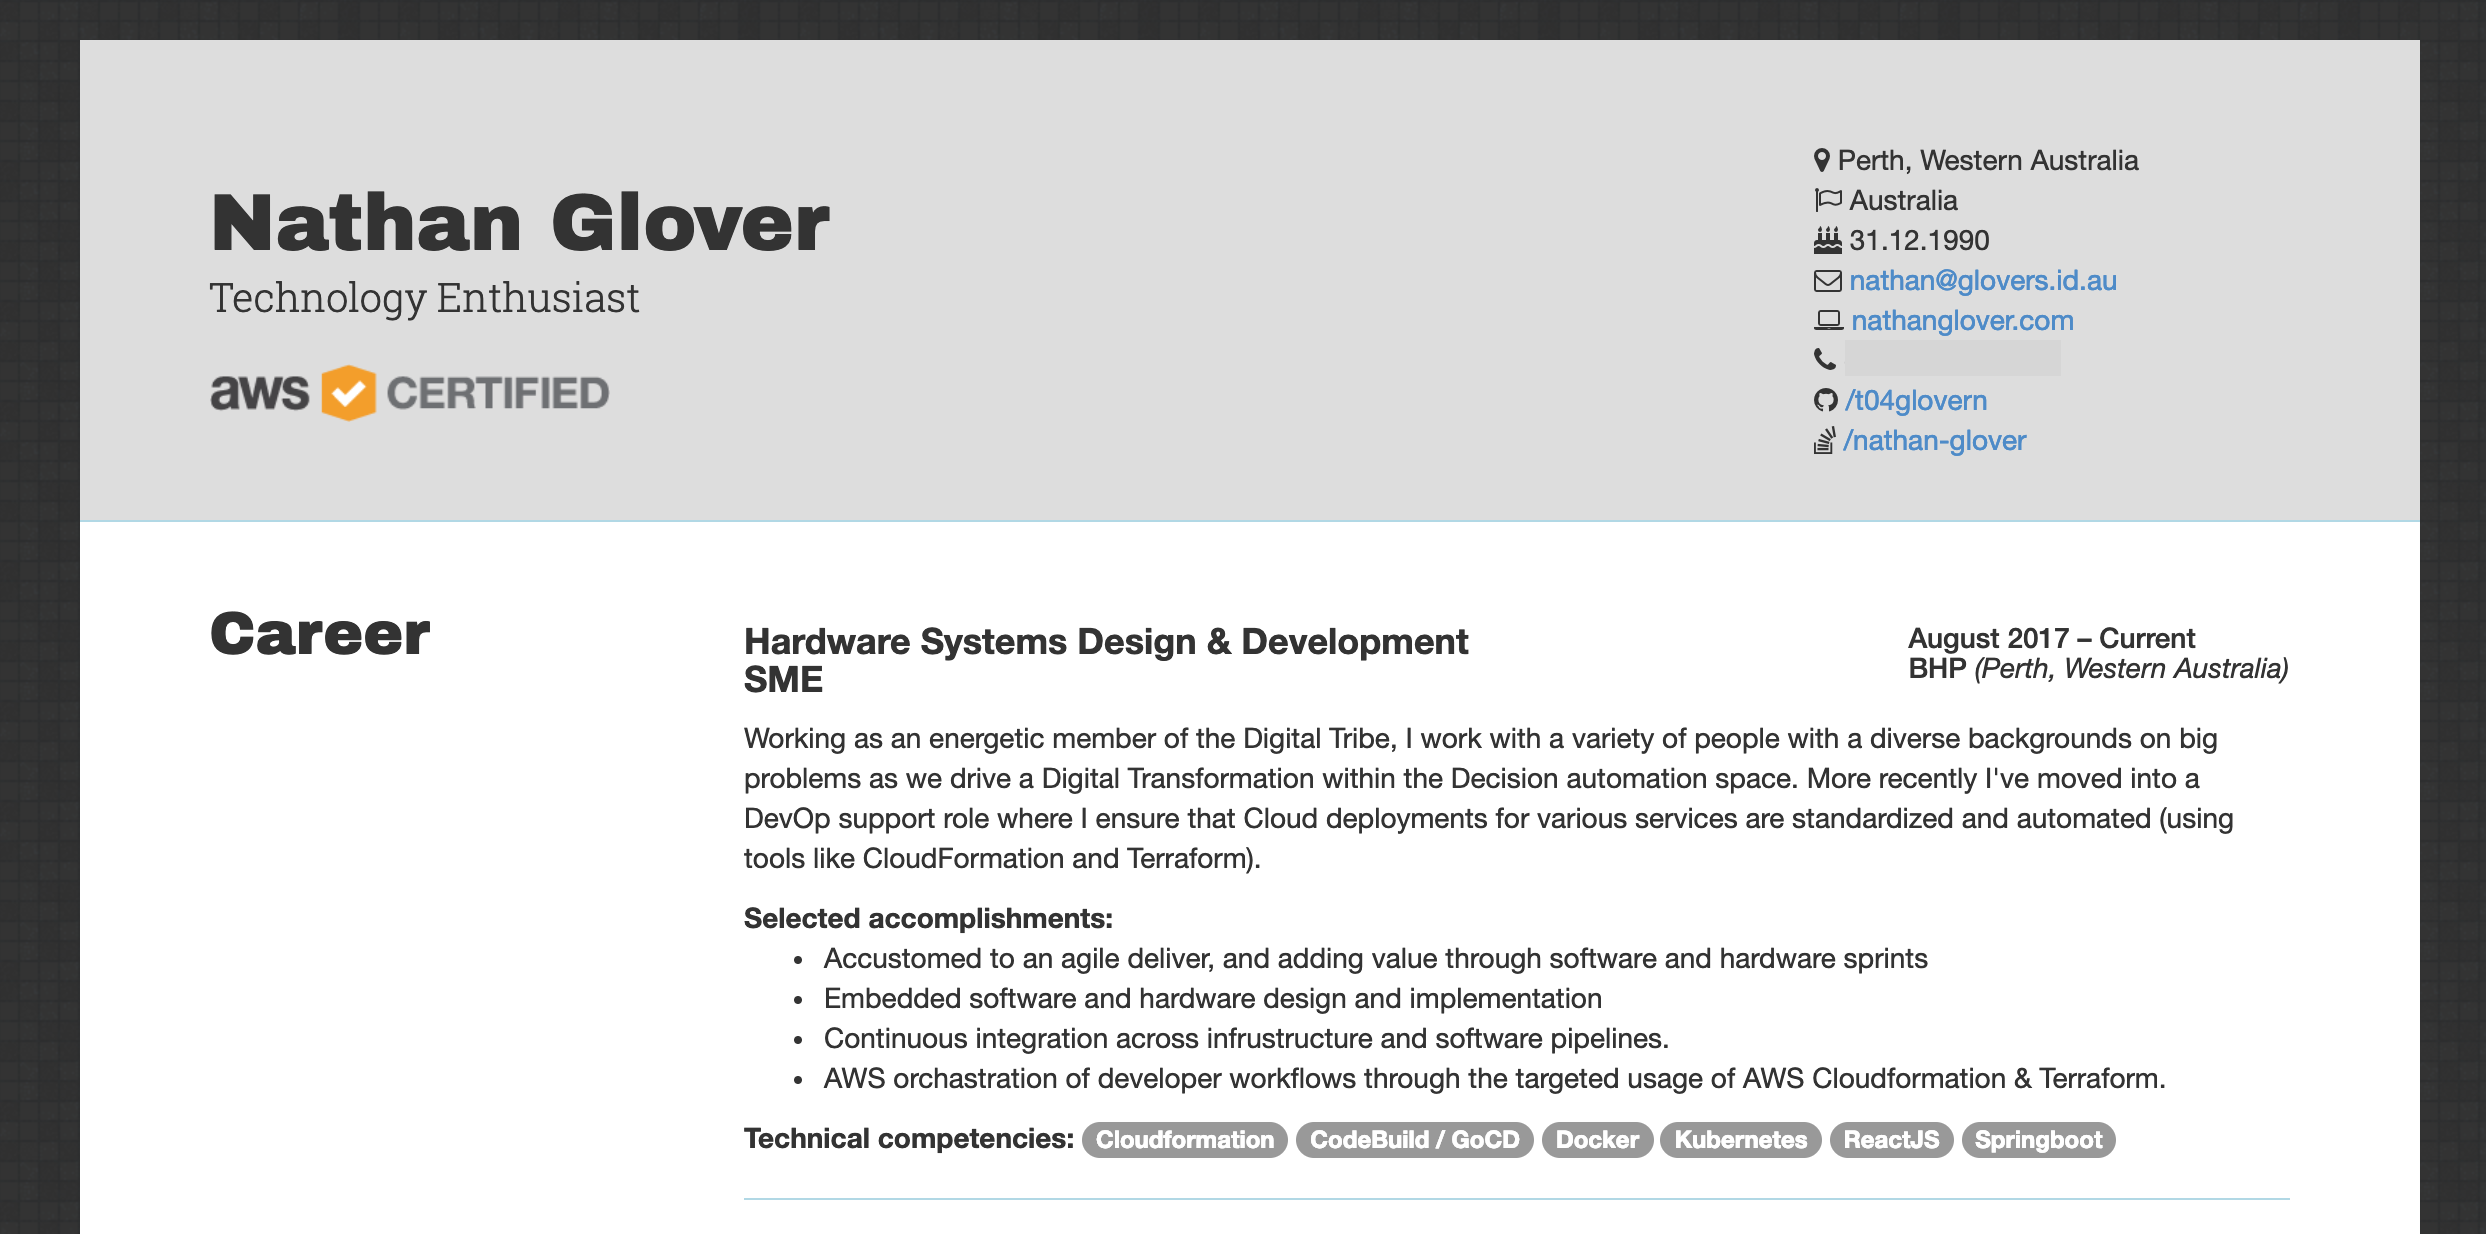 Nathan Glover
Technology Enthusiast
aws CERTIFIED
Perth, Western Australia
Australia
31.12.1990
nathan@glovers.id.au
nathanglover.com
/t04glovern
/nathan-glover
Career
Hardware Systems Design & Development
SME
August 2017 – Current
BHP (Perth, Western Australia)
Working as an energetic member of the Digital Tribe, I work with a variety of people with a diverse backgrounds on big
problems as we drive a Digital Transformation within the Decision automation space. More recently I've moved into a
DevOp support role where I ensure that Cloud deployments for various services are standardized and automated (using
tools like CloudFormation and Terraform).
Selected accomplishments:
• Accustomed to an agile deliver, and adding value through software and hardware sprints
• Embedded software and hardware design and implementation
• Continuous integration across infrustructure and software pipelines.
• AWS orchastration of developer workflows through the targeted usage of AWS Cloudformation & Terraform.
Technical competencies: Cloudformation CodeBuild / GoCD Docker Kubernetes ReactJS Springboot